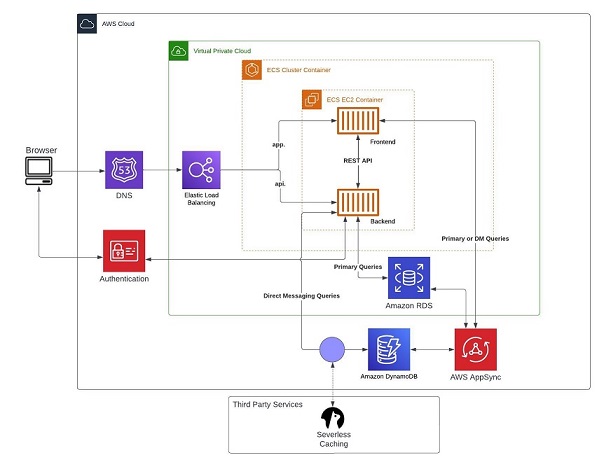 AWS Cloud
Virtual Private Cloud
ECS Cluster Container
ECS EC2 Container
Frontend
app.
REST API
Browser
53
DNS
Elastic Load
Balancing
api.
Backend
Primary or DM Queries
Authentication
Primary Queries
Direct Messaging Queries
Amazon RDS
Amazon DynamoDB
AWS AppSync
Third Party Services
Severless
Caching